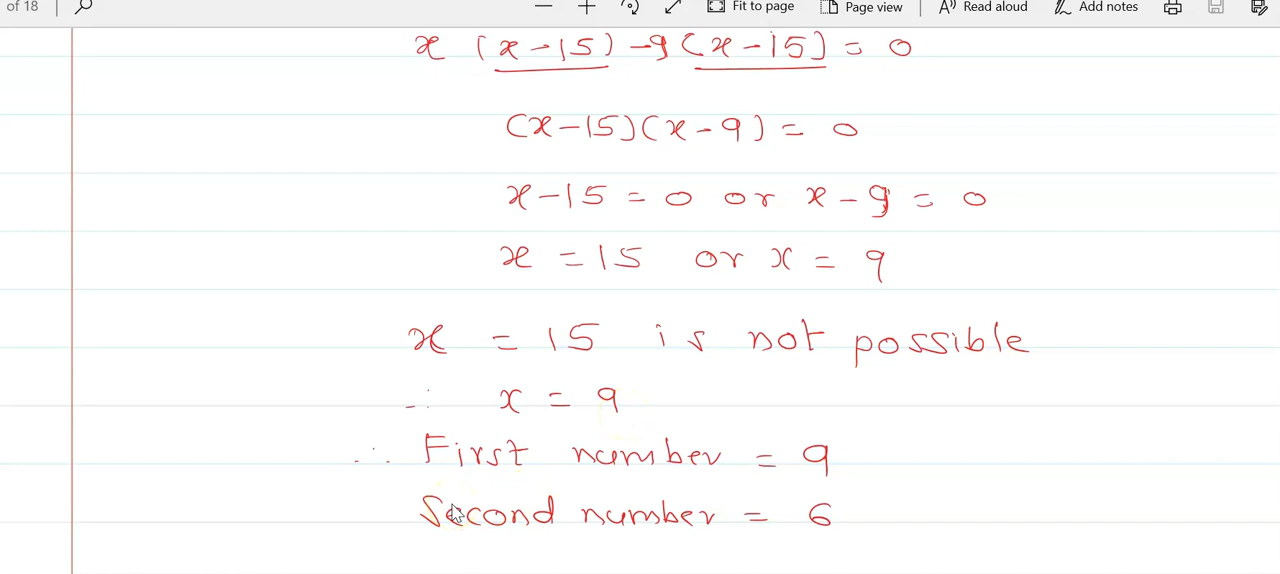 of 18 Fit to page Page view A Read aloud Add notes
x (x-15) -9(x-15) = 0
(x-15)(x-9) = 0
x-15 = 0 or x-9 = 0
x = 15 or x = 9
x = 15 is not possible
∴ x = 9
∴ First number = 9
Second number = 6